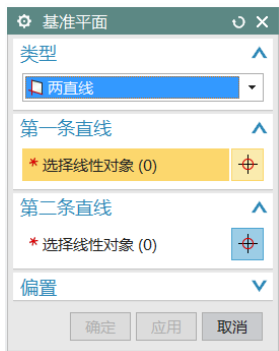 基准平面
类型
两直线
第一条直线
* 选择线性对象 (0)
第二条直线
* 选择线性对象 (0)
偏置
确定 应用 取消